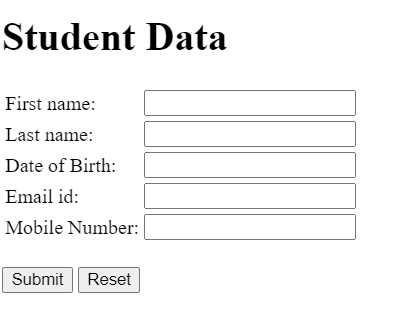 Student Data
First name:
Last name:
Date of Birth:
Email id:
Mobile Number:
Submit Reset